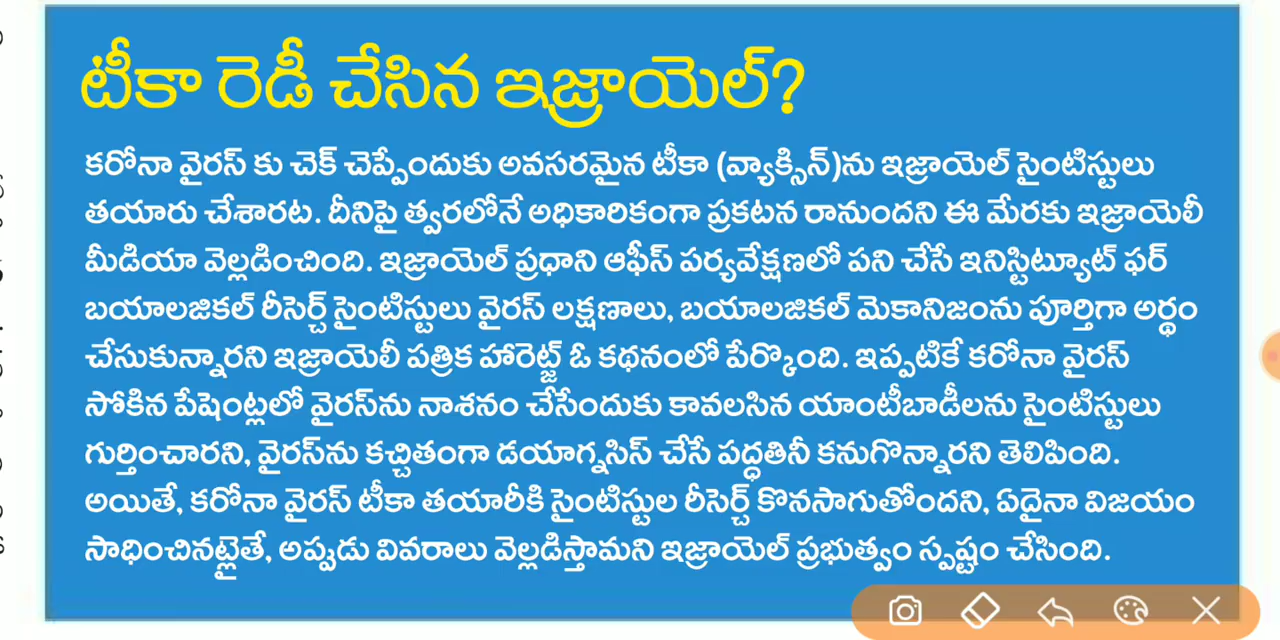 టీకా రెడీ చేసిన ఇజ్రాయెల్?
కరోనా వైరస్ కు చెక్ చెప్పేందుకు అవసరమైన టీకా (వ్యాక్సిన్)ను ఇజ్రాయెల్ సైంటిస్టులు
తయారు చేశారట. దీనిపై త్వరలోనే అధికారికంగా ప్రకటన రానుందని ఈ మేరకు ఇజ్రాయెలీ
మీడియా వెల్లడించింది. ఇజ్రాయెల్ ప్రధాని ఆఫీస్ పర్యవేక్షణలో పని చేసే ఇనిస్టిట్యూట్ ఫర్
బయాలజికల్ రీసెర్చ్ సైంటిస్టులు వైరస్ లక్షణాలు, బయాలజికల్ మెకానిజంను పూర్తిగా అర్థం
చేసుకున్నారని ఇజ్రాయెలీ పత్రిక హారెట్జ్ ఓ కథనంలో పేర్కొంది. ఇప్పటికే కరోనా వైరస్
సోకిన పేషెంట్లలో వైరస్‌ను నాశనం చేసేందుకు కావలసిన యాంటీబాడీలను సైంటిస్టులు
గుర్తించారని, వైరస్‌ను కచ్చితంగా డయాగ్నసిస్ చేసే పద్ధతినీ కనుగొన్నారని తెలిపింది.
అయితే, కరోనా వైరస్ టీకా తయారీకి సైంటిస్టుల రీసెర్చ్ కొనసాగుతోందని, ఏదైనా విజయం
సాధించినట్లైతే, అప్పుడు వివరాలు వెల్లడిస్తామని ఇజ్రాయెల్ ప్రభుత్వం స్పష్టం చేసింది.